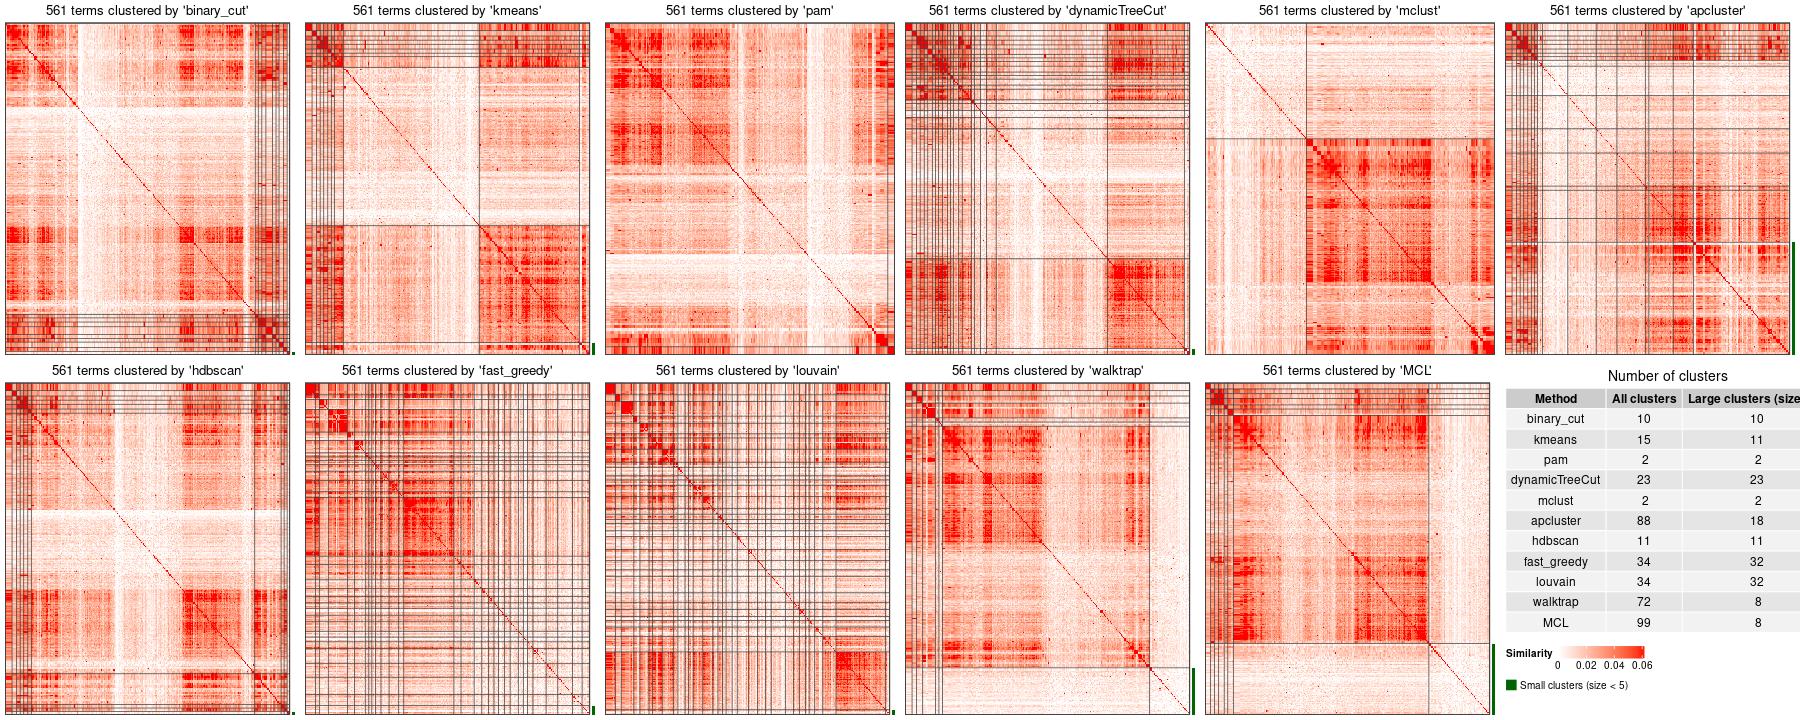 561 terms clustered by 'binary_cut'
561 terms clustered by 'kmeans'
561 terms clustered by 'pam'
561 terms clustered by 'dynamicTreeCut'
561 terms clustered by 'mclust'
561 terms clustered by 'apcluster'
561 terms clustered by 'hdbscan'
561 terms clustered by 'fast_greedy'
561 terms clustered by 'louvain'
561 terms clustered by 'walktrap'
561 terms clustered by 'MCL'
Number of clusters
Method All clusters Large clusters (size
binary_cut 10 10
kmeans 15 11
pam 2 2
dynamicTreeCut 23 23
mclust 2 2
apcluster 88 18
hdbscan 11 11
fast_greedy 34 32
louvain 34 32
walktrap 72 8
MCL 99 8
Similarity
0 0.02 0.04 0.06
Small clusters (size < 5)